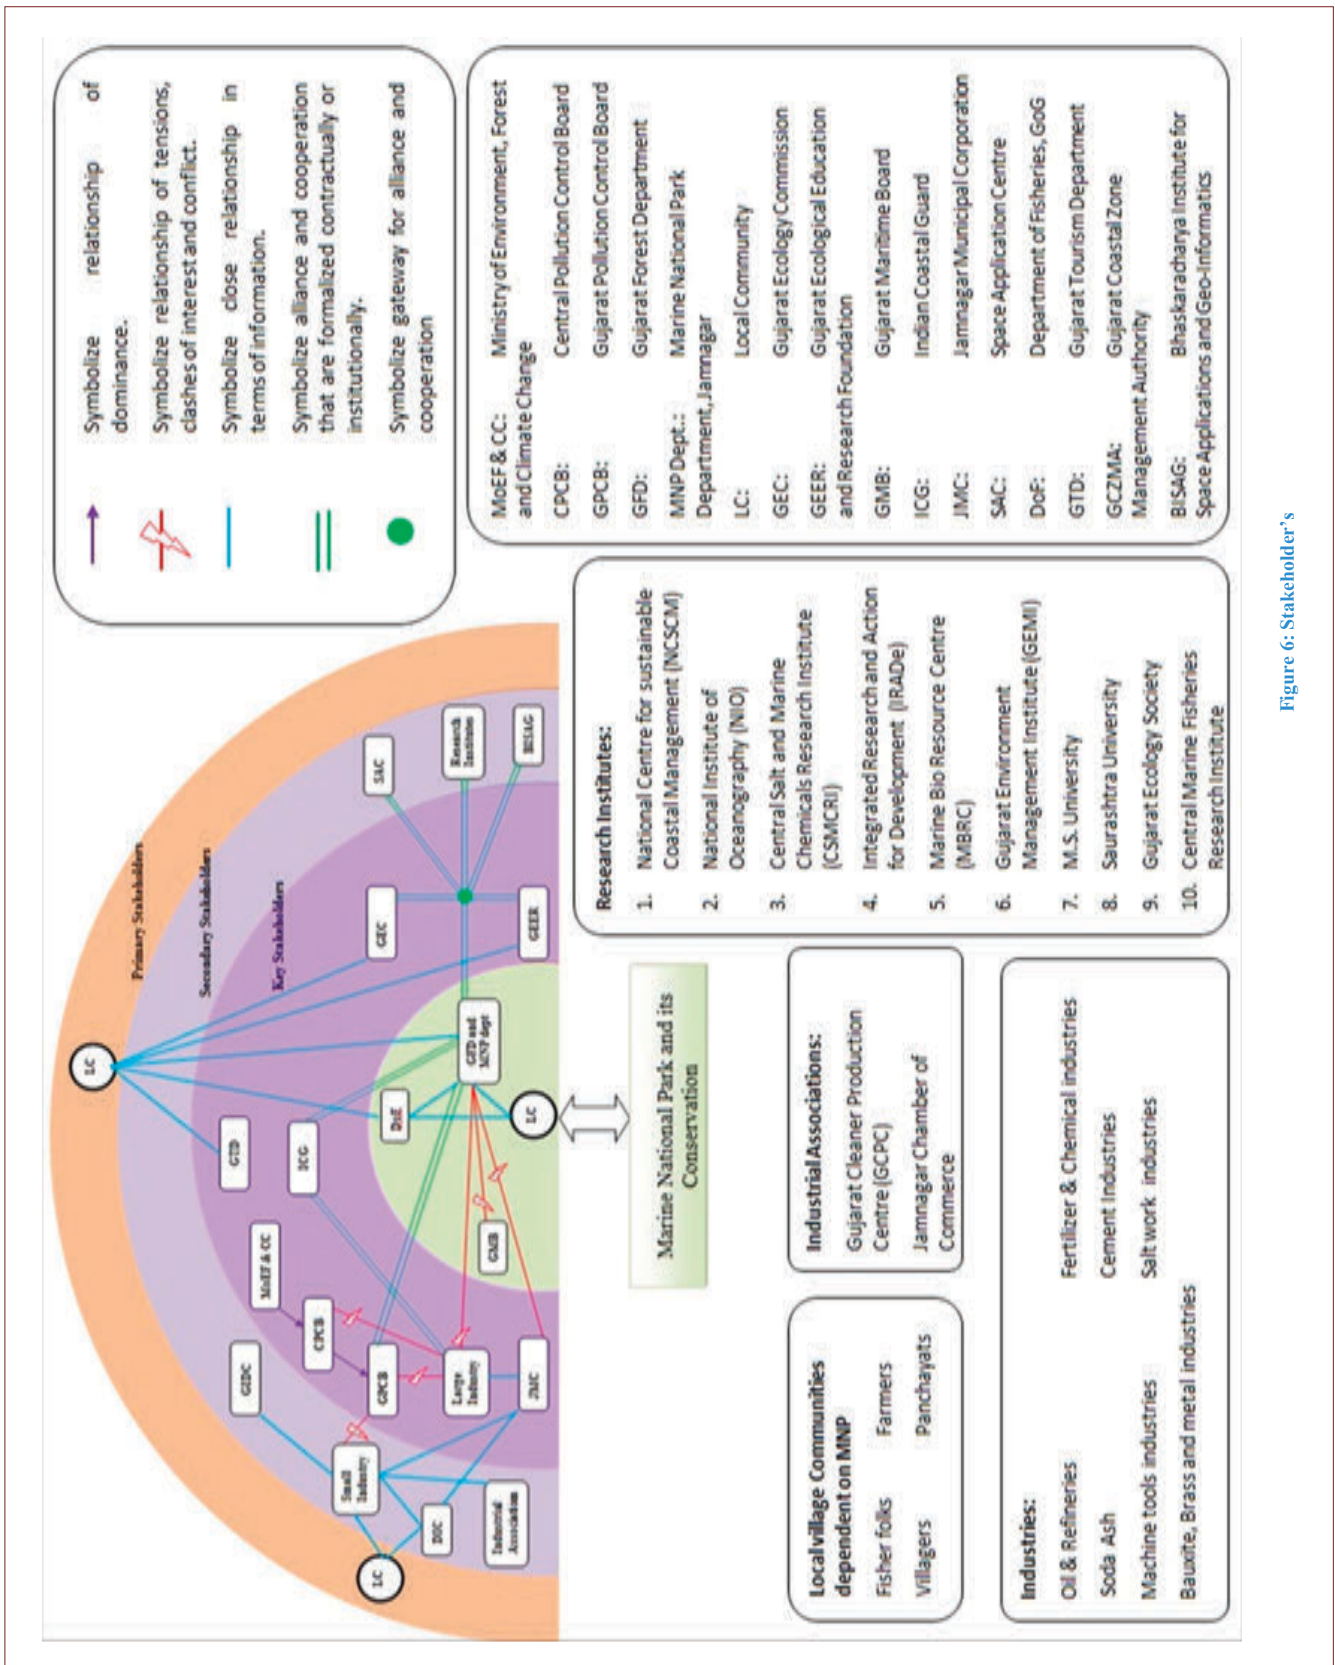 Primary Stakeholders
Secondary Stakeholders
Key Stakeholders
LC
GTD
ICG
MoEF & CC
CPCB
GIDC
GPCB
Small
Industry
LC
Large
Industry
JMC
Industrial
Association
GMB
DoF
LC
GFD and
MNP dept
GEC
GEER
SAC
Research
Institutes
BISAG
Marine National Park and its
Conservation
Symbolize relationship of
dominance.
Symbolize relationship of tensions,
clashes of interest and conflict.
Symbolize close relationship in
terms of information.
Symbolize alliance and cooperation
that are formalized contractually or
institutionally.
Symbolize gateway for alliance and
cooperation
MoEF & CC: Ministry of Environment, Forest
and Climate Change
CPCB: Central Pollution Control Board
GPCB: Gujarat Pollution Control Board
GFD: Gujarat Forest Department
MNP Dept.: Marine National Park
Department, Jamnagar
LC: Local Community
GEC: Gujarat Ecology Commission
GEER: Gujarat Ecological Education
and Research Foundation
GMB: Gujarat Maritime Board
ICG: Indian Coastal Guard
JMC: Jamnagar Municipal Corporation
SAC: Space Application Centre
DoF: Department of Fisheries, GoG
GTD: Gujarat Tourism Department
GCZMA: Gujarat Coastal Zone
Management Authority
BISAG: Bhaskaracharya Institute for
Space Applications and Geo-Informatics
Local village Communities
dependent on MNP
Fisher folks Farmers
Villagers Panchayats
Industrial Associations:
Gujarat Cleaner Production
Centre (GCPC)
Jamnagar Chamber of
Commerce
Industries:
Oil & Refineries Fertilizer & Chemical industries
Soda Ash Cement Industries
Machine tools industries Salt work industries
Bauxite, Brass and metal industries
Research Institutes:
1. National Centre for sustainable
Coastal Management (NCSCM)
2. National Institute of
Oceanography (NIO)
3. Central Salt and Marine
Chemicals Research Institute
(CSMCRI)
4. Integrated Research and Action
for Development (IRADe)
5. Marine Bio Resource Centre
(MBRC)
6. Gujarat Environment
Management Institute (GEMI)
7. M.S. University
8. Saurashtra University
9. Gujarat Ecology Society
10. Central Marine Fisheries
Research Institute
Figure 6: Stakeholder's